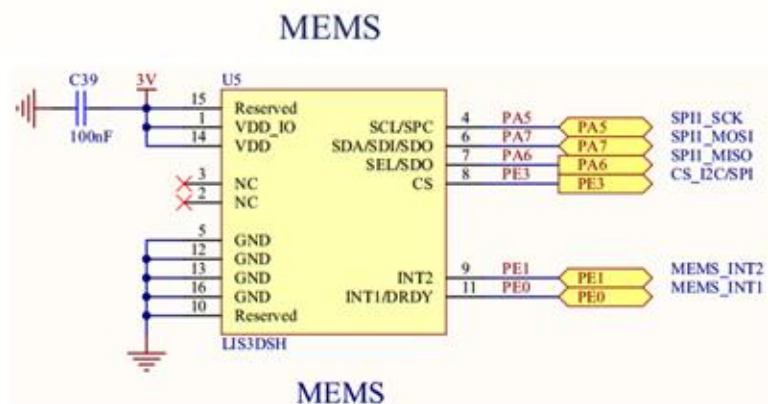 MEMS
C39
100nF
3V
U5
15 Reserved
1 VDD_IO
14 VDD
3 NC
2 NC
5 GND
12 GND
13 GND
16 GND
10 Reserved
SCL/SPC 4 PA5 PA5 SPI1_SCK
SDA/SDI/SDO 6 PA7 PA7 SPI1_MOSI
SEL/SDO 7 PA6 PA6 SPI1_MISO
CS 8 PE3 PE3 CS_I2C/SPI
INT2 9 PE1 PE1 MEMS_INT2
INT1/DRDY 11 PE0 PE0 MEMS_INT1
LIS3DSH
MEMS